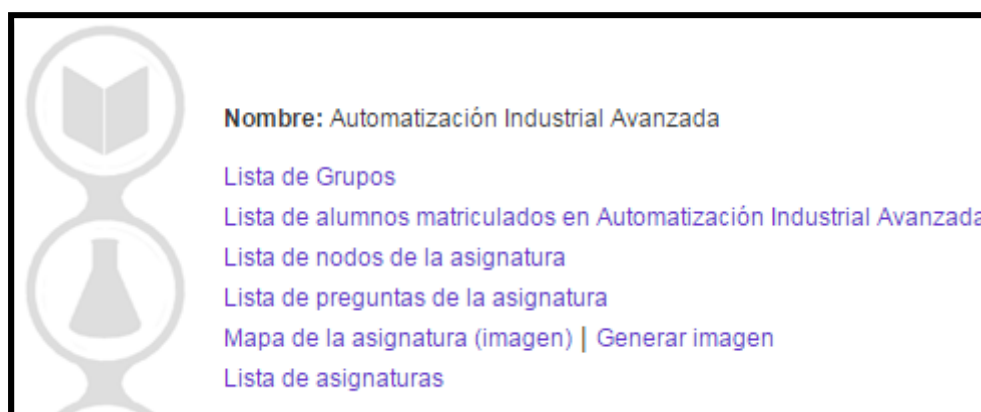 Nombre: Automatización Industrial Avanzada
Lista de Grupos
Lista de alumnos matriculados en Automatización Industrial Avanzada
Lista de nodos de la asignatura
Lista de preguntas de la asignatura
Mapa de la asignatura (imagen) | Generar imagen
Lista de asignaturas